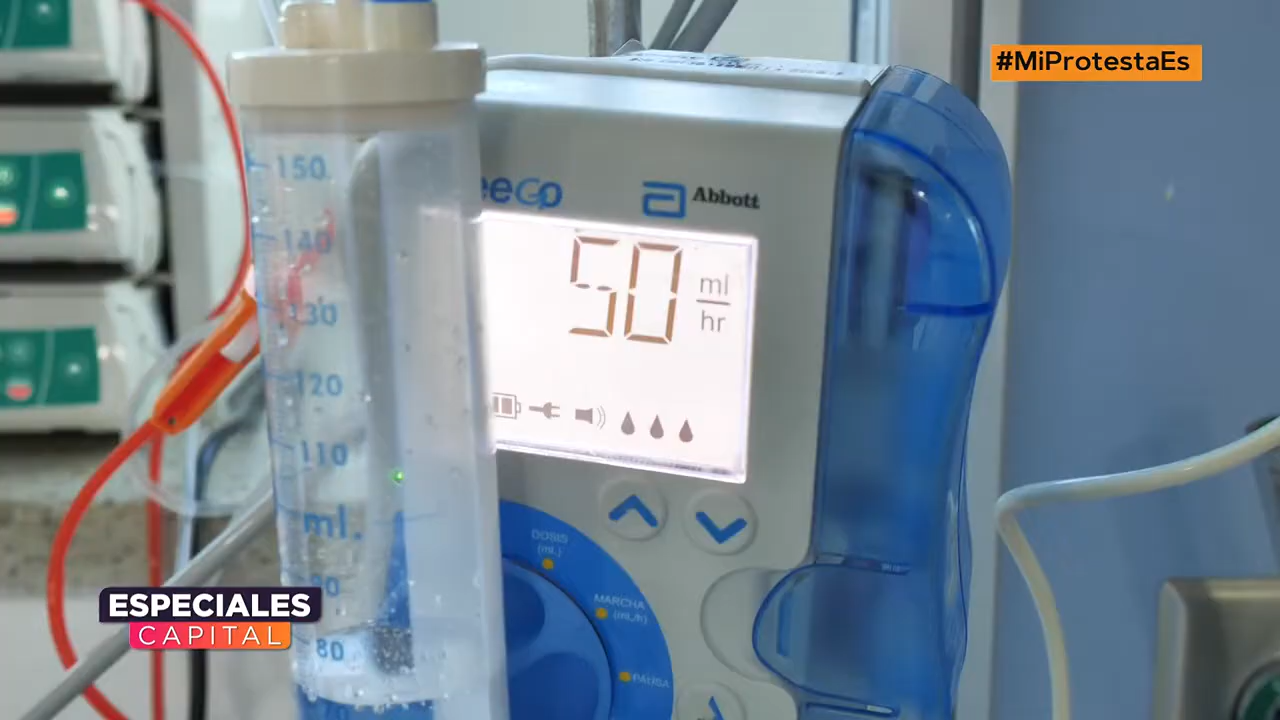 #MiProtestaEs
eeGo
Abbott
50 ml
hr
150
140
130
120
110
ml.
80
70
DOSIS
(mL)
MARCHA
(mL/h)
PAUSA
ESPECIALES
CAPITAL